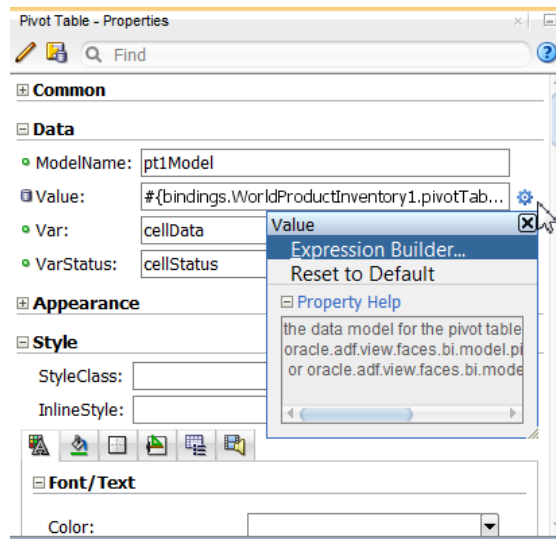 Pivot Table - Properties
Find
Common
Data
ModelName: pt1Model
Value: #{bindings.WorldProductInventory1.pivotTab...
Var: cellData
VarStatus: cellStatus
Value
Expression Builder...
Reset to Default
Property Help
the data model for the pivot table
oracle.adf.view.faces.bi.model.pi
or oracle.adf.view.faces.bi.mode
Appearance
Style
StyleClass:
InlineStyle:
Font/Text
Color: